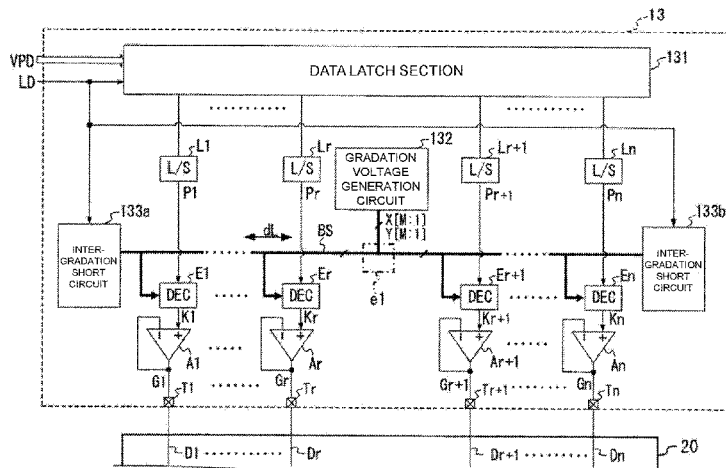 13
VPD
LD
DATA LATCH SECTION
131
L1 Lr 132 Lr+1 Ln
L/S L/S GRADATION VOLTAGE GENERATION CIRCUIT L/S L/S
133a P1 Pr Pr+1 Pn 133b
X[M:1]
Y[M:1]
dL BS
INTER-GRADATION SHORT CIRCUIT
INTER-GRADATION SHORT CIRCUIT
E1 Er e1 Er+1 En
DEC DEC DEC DEC
K1 Kr Kr+1 Kn
- + - + - + - +
A1 Ar Ar+1 An
G1 T1 Gr Tr Gr+1 Tr+1 Gn Tn
20
D1 Dr Dr+1 Dn